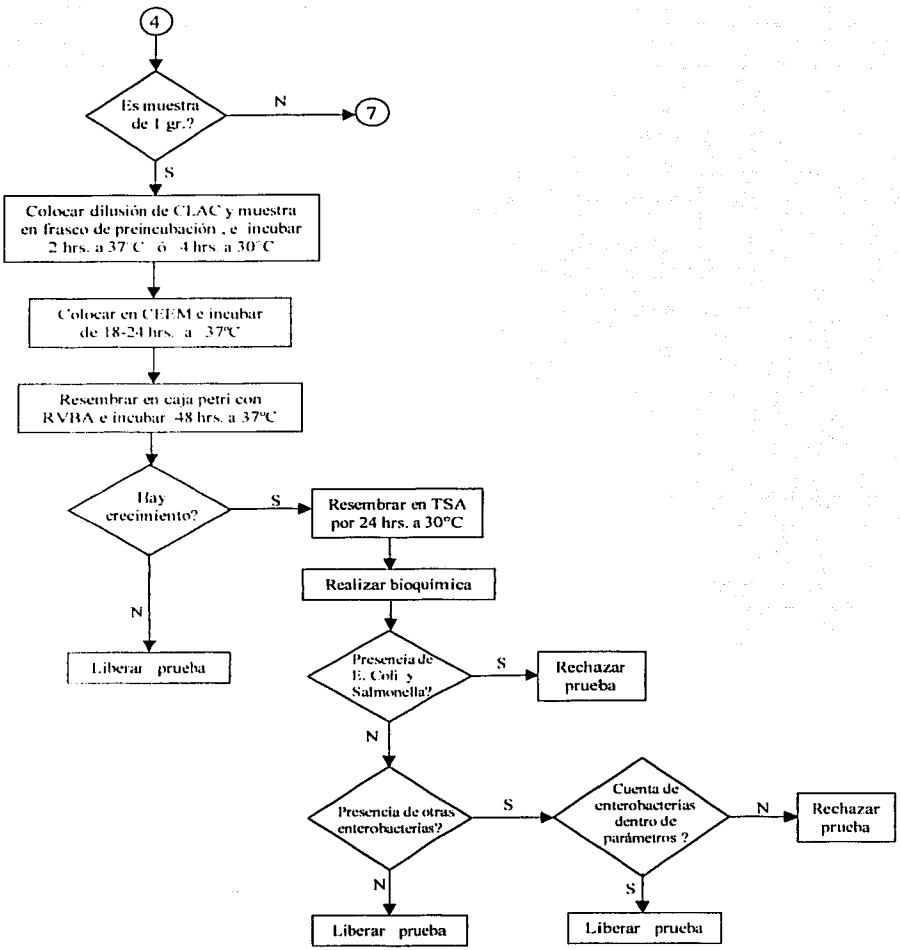 4
Es muestra
de 1 gr.?
N
7
S
Colocar dilusión de CLAC y muestra
en frasco de preincubación , e incubar
2 hrs. a 37°C ó 4 hrs. a 30°C
Colocar en CEEM e incubar
de 18-24 hrs. a 37ºC
Resembrar en caja petri con
RVBA e incubar 48 hrs. a 37ºC
Hay
crecimiento?
S
Resembrar en TSA
por 24 hrs. a 30°C
Realizar bioquímica
N
Liberar prueba
Presencia de
E. Coli y
Salmonella?
S
Rechazar
prueba
N
Presencia de otras
enterobacterias?
S
Cuenta de
enterobacterias
dentro de
parámetros ?
N
Rechazar
prueba
N
Liberar prueba
S
Liberar prueba